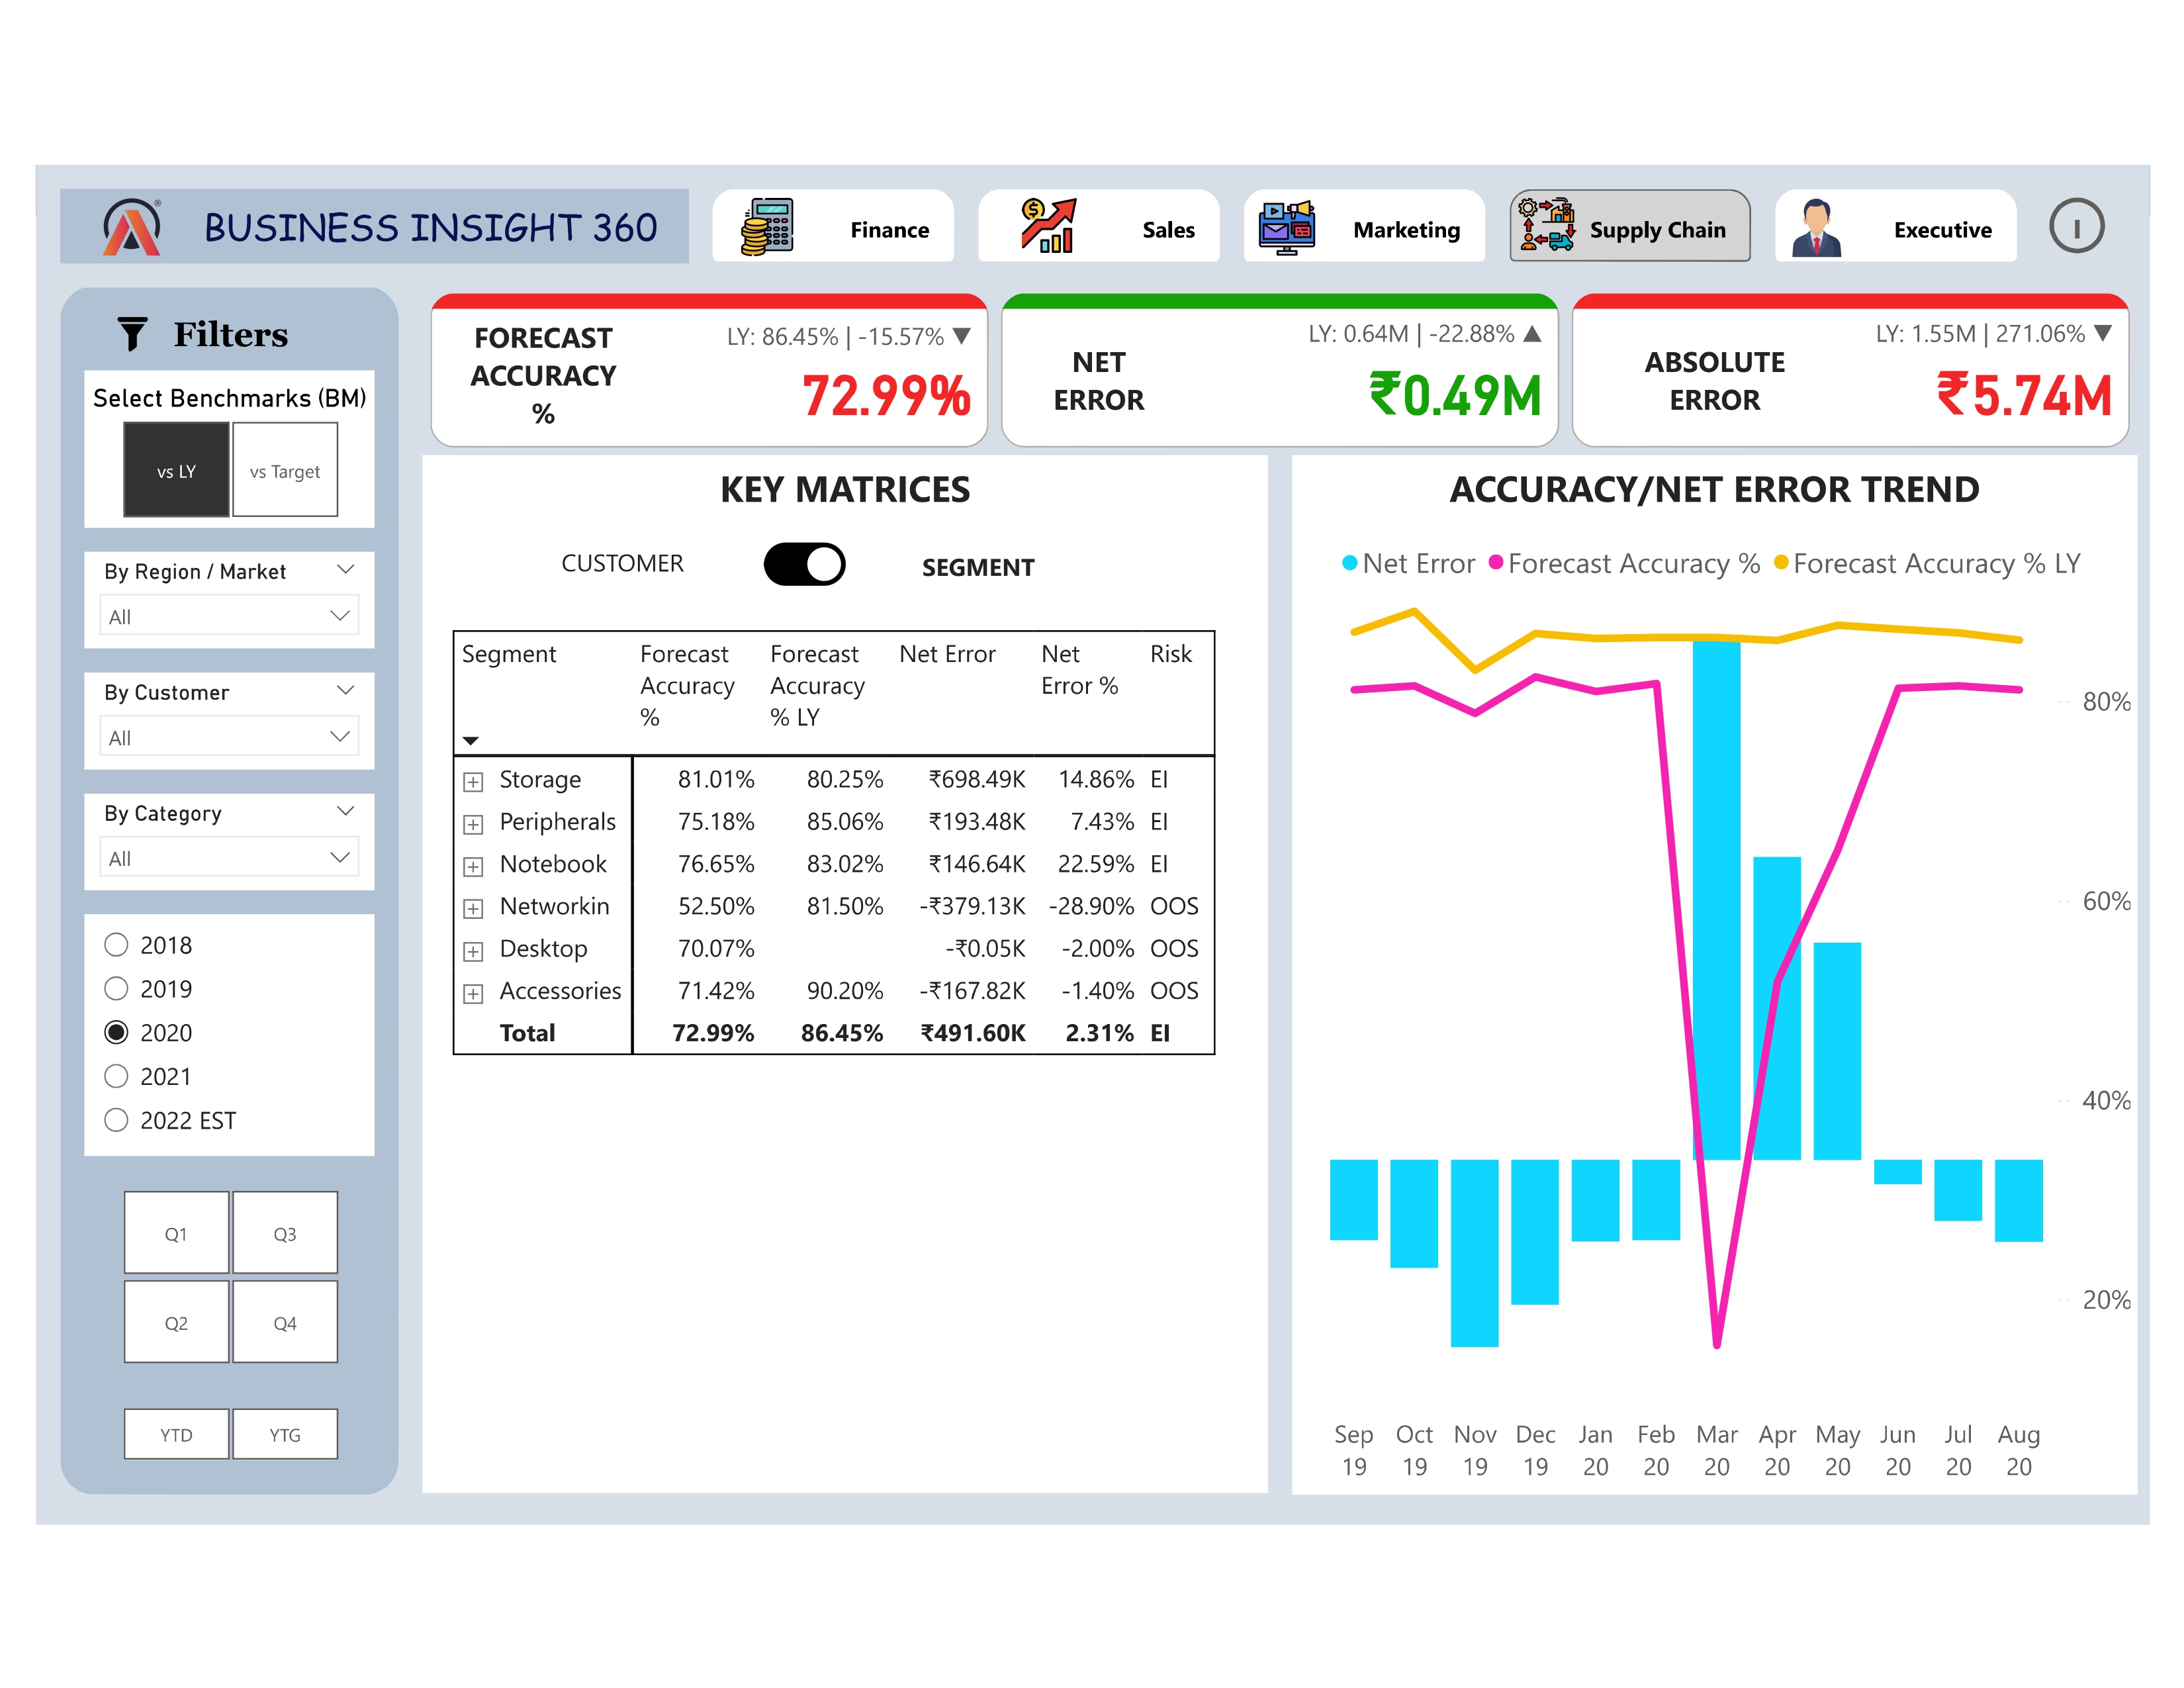 BUSINESS INSIGHT 360
Finance
Sales
Marketing
Supply Chain
Executive
Filters
Select Benchmarks (BM)
vs LY
vs Target
By Region / Market
All
By Customer
All
By Category
All
2018
2019
2020
2021
2022 EST
Q1
Q3
Q2
Q4
YTD
YTG
FORECAST
ACCURACY
%
LY: 86.45% | -15.57% ▼
72.99%
NET
ERROR
LY: 0.64M | -22.88% ▲
₹0.49M
ABSOLUTE
ERROR
LY: 1.55M | 271.06% ▼
₹5.74M
KEY MATRICES
CUSTOMER
SEGMENT
Segment Forecast Accuracy % Forecast Accuracy % LY Net Error Net Error % Risk
Storage 81.01% 80.25% ₹698.49K 14.86% EI
Peripherals 75.18% 85.06% ₹193.48K 7.43% EI
Notebook 76.65% 83.02% ₹146.64K 22.59% EI
Networkin 52.50% 81.50% -₹379.13K -28.90% OOS
Desktop 70.07% -₹0.05K -2.00% OOS
Accessories 71.42% 90.20% -₹167.82K -1.40% OOS
Total 72.99% 86.45% ₹491.60K 2.31% EI
ACCURACY/NET ERROR TREND
Net Error Forecast Accuracy % Forecast Accuracy % LY
80%
60%
40%
20%
Sep Oct Nov Dec Jan Feb Mar Apr May Jun Jul Aug
19 19 19 19 20 20 20 20 20 20 20 20